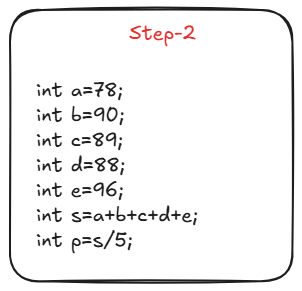 Step-2
int a=78;
int b=90;
int c=89;
int d=88;
int e=96;
int s=a+b+c+d+e;
int p=s/5;